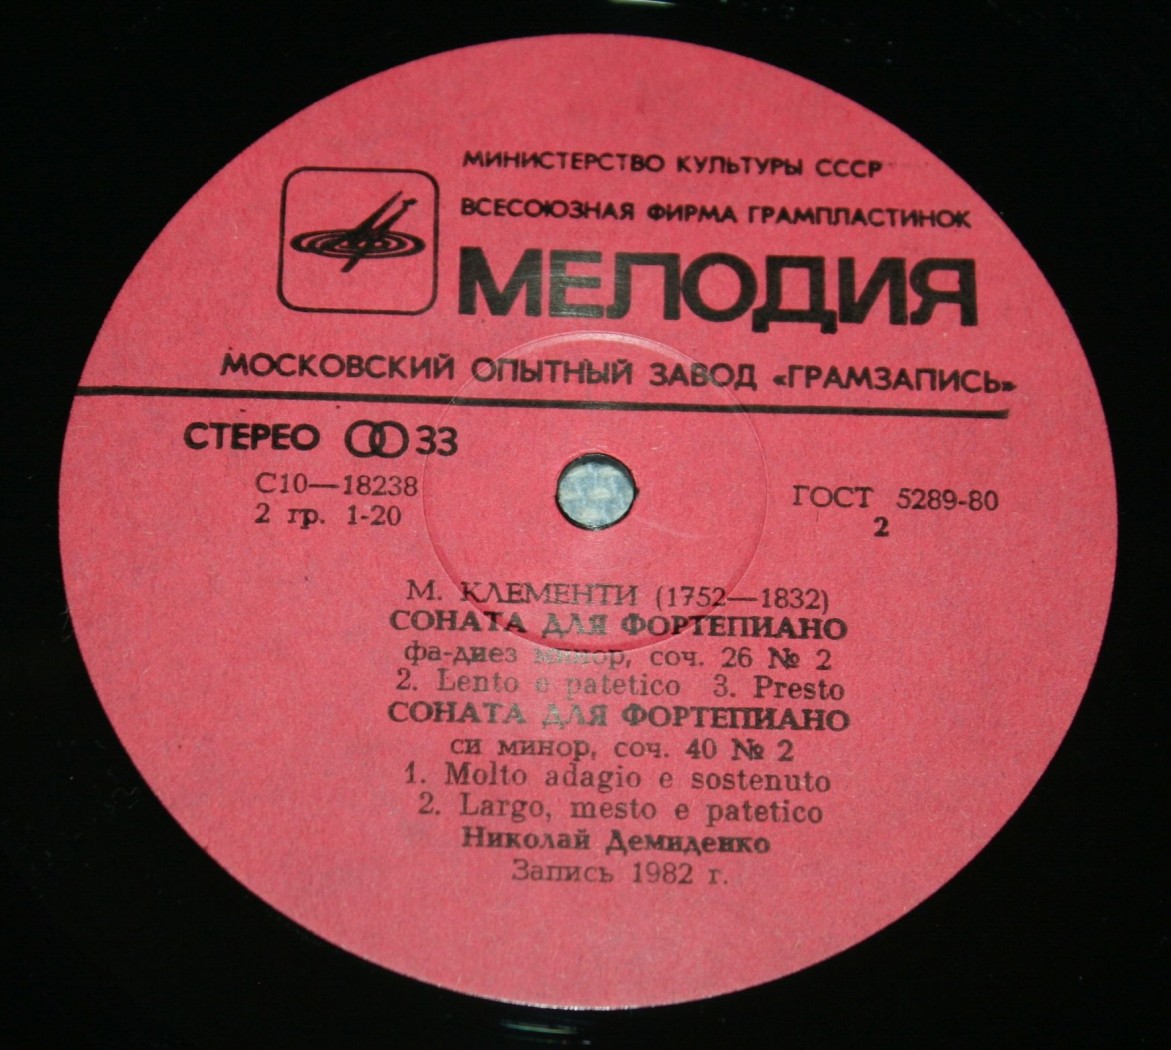 МИНИСТЕРСТВО КУЛЬТУРЫ СССР
ВСЕСОЮЗНАЯ ФИРМА ГРАМПЛАСТИНОК
МЕЛОДИЯ
МОСКОВСКИЙ ОПЫТНЫЙ ЗАВОД «ГРАМЗАПИСЬ»
СТЕРЕО 33
С10—18238
2 гр. 1-20
ГОСТ 5289-80
2
М. КЛЕМЕНТИ (1752—1832)
СОНАТА ДЛЯ ФОРТЕПИАНО
фа-диез минор, соч. 26 № 2
2. Lento e patetico 3. Presto
СОНАТА ДЛЯ ФОРТЕПИАНО
си минор, соч. 40 № 2
1. Molto adagio e sostenuto
2. Largo, mesto e patetico
Николай Демиденко
Запись 1982 г.